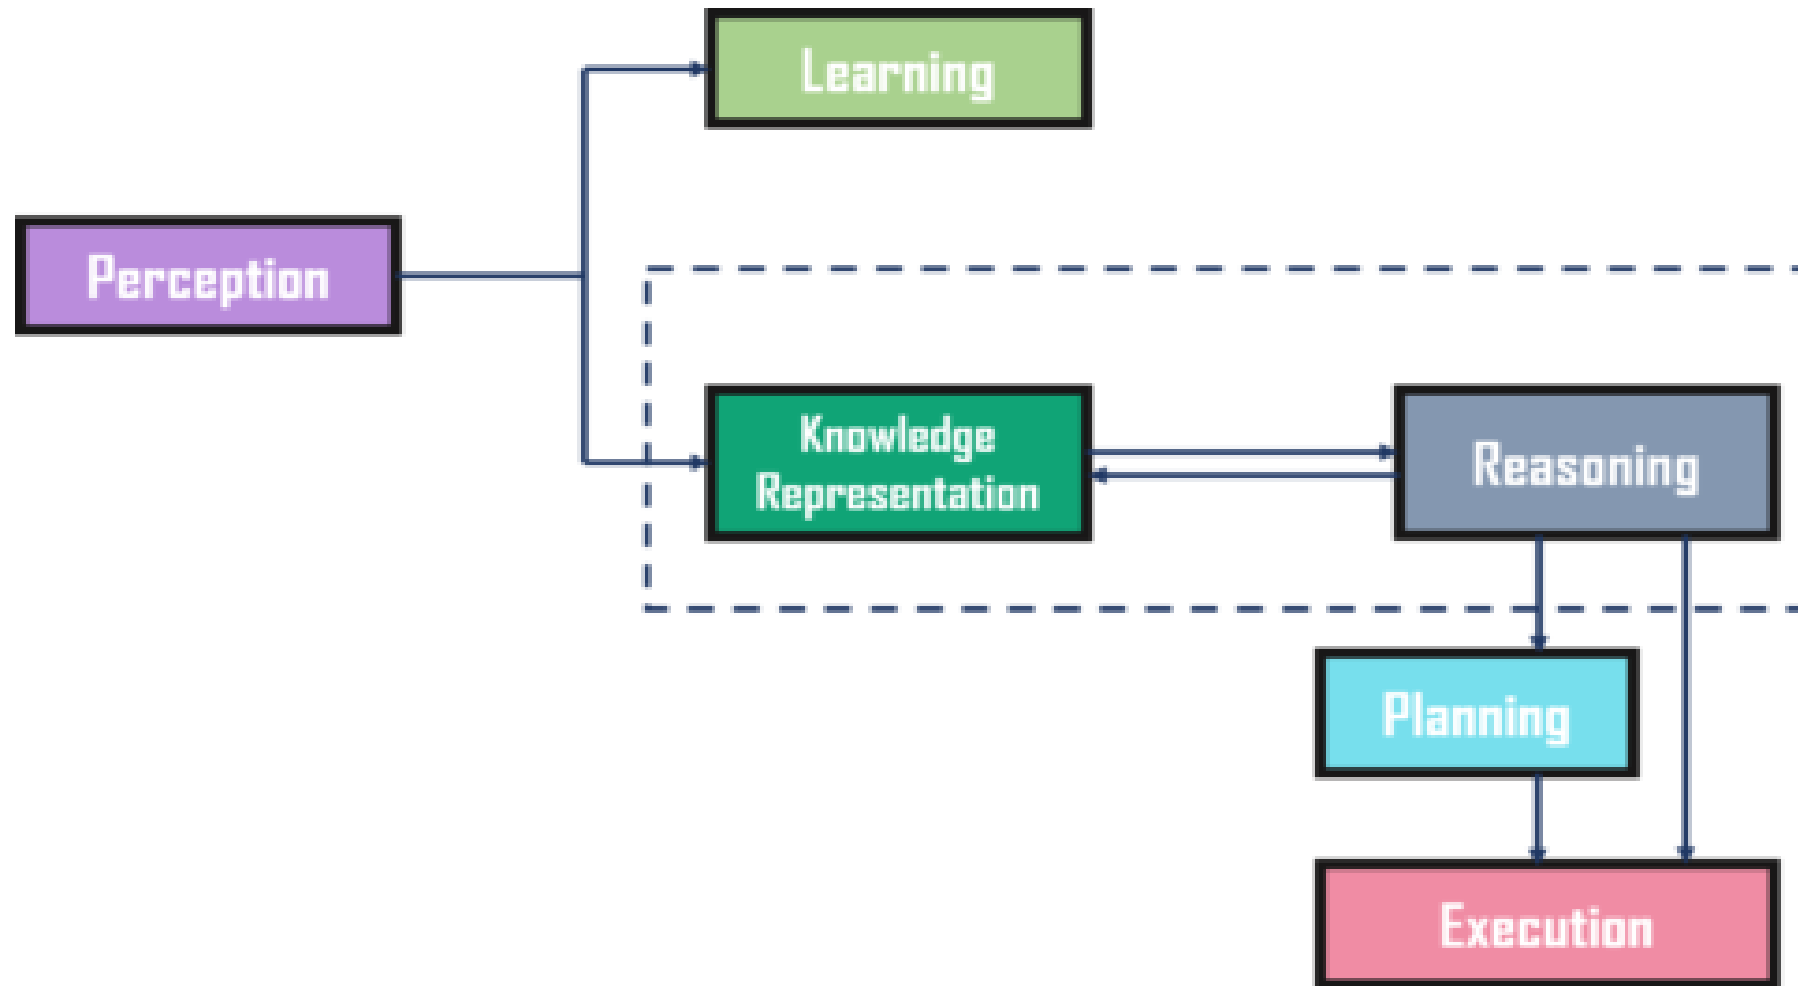 Learning
Perception
Knowledge
Representation
Reasoning
Planning
Execution